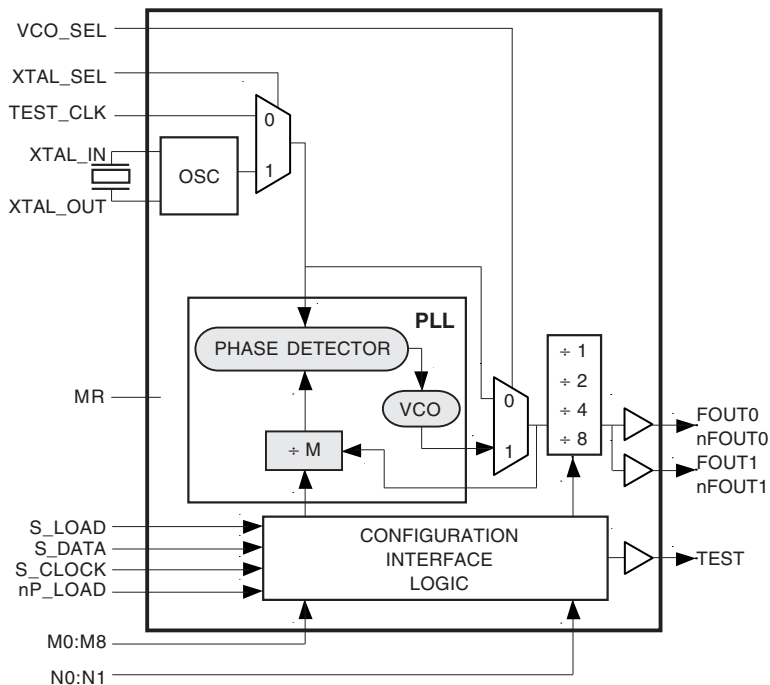 VCO_SEL
XTAL_SEL
TEST_CLK
0
XTAL_IN
OSC
1
XTAL_OUT
PLL
PHASE DETECTOR
÷ 1
÷ 2
MR
VCO
0
÷ 4
FOUT0
nFOUT0
÷ M
1
÷ 8
FOUT1
nFOUT1
S_LOAD
S_DATA
S_CLOCK
nP_LOAD
CONFIGURATION
INTERFACE
LOGIC
TEST
M0:M8
N0:N1